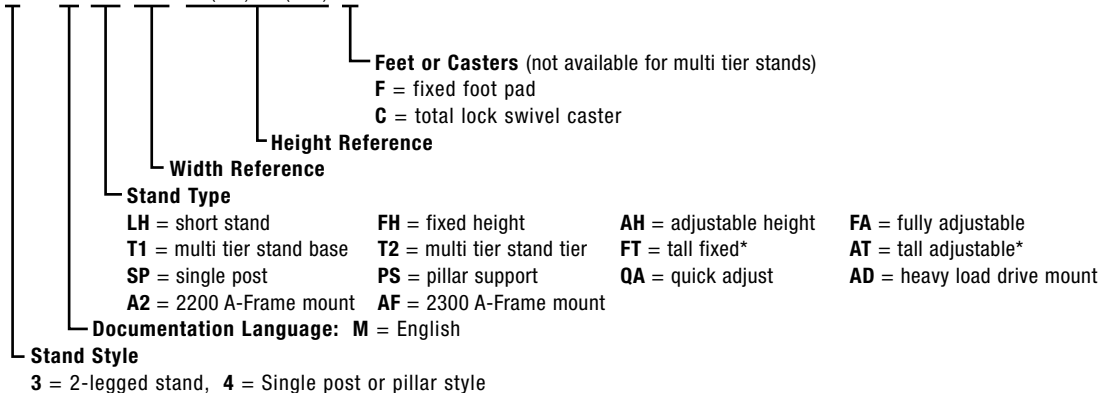 Feet or Casters (not available for multi tier stands)
F = fixed foot pad
C = total lock swivel caster
Height Reference
Width Reference
Stand Type
LH = short stand FH = fixed height AH = adjustable height FA = fully adjustable
T1 = multi tier stand base T2 = multi tier stand tier FT = tall fixed* AT = tall adjustable*
SP = single post PS = pillar support QA = quick adjust AD = heavy load drive mount
A2 = 2200 A-Frame mount AF = 2300 A-Frame mount
Documentation Language: M = English
Stand Style
3 = 2-legged stand, 4 = Single post or pillar style